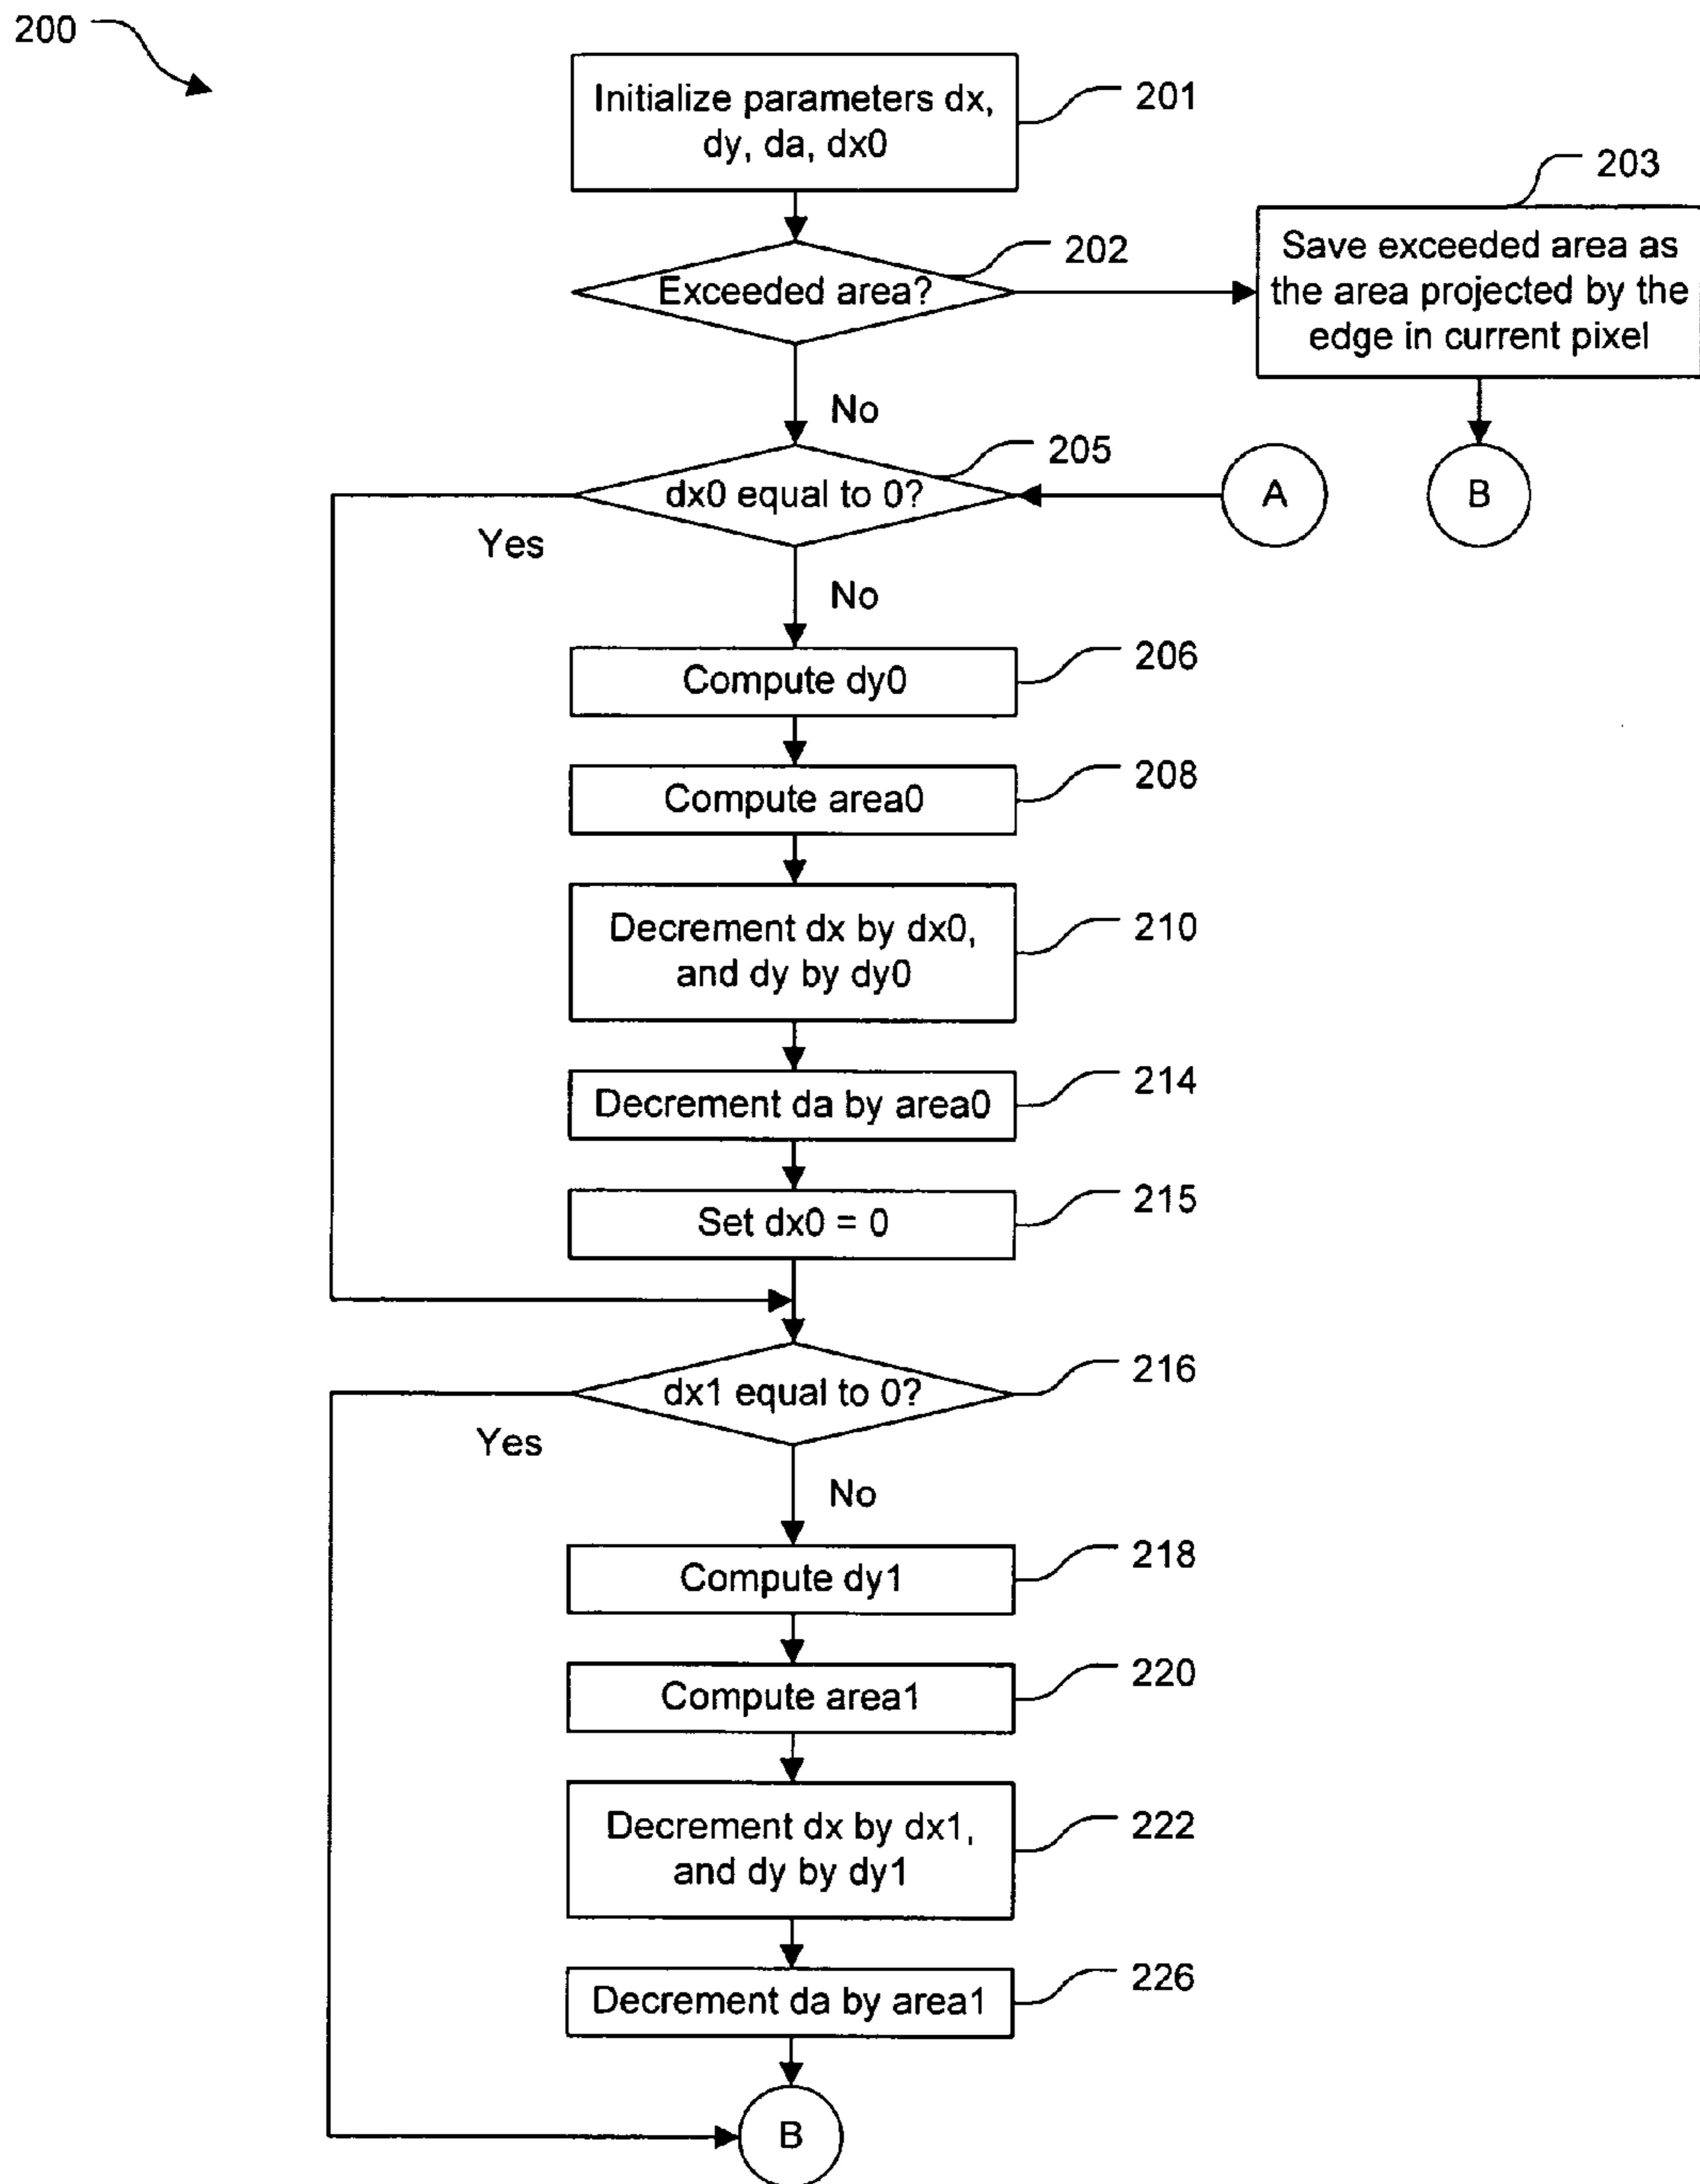 200
Initialize parameters dx,
dy, da, dx0
201
203
202
Exceeded area?
Save exceeded area as
the area projected by the
edge in current pixel
No
205
dx0 equal to 0?
A
B
Yes
No
206
Compute dy0
208
Compute area0
210
Decrement dx by dx0,
and dy by dy0
214
Decrement da by area0
215
Set dx0 = 0
216
dx1 equal to 0?
Yes
No
218
Compute dy1
220
Compute area1
222
Decrement dx by dx1,
and dy by dy1
226
Decrement da by area1
B